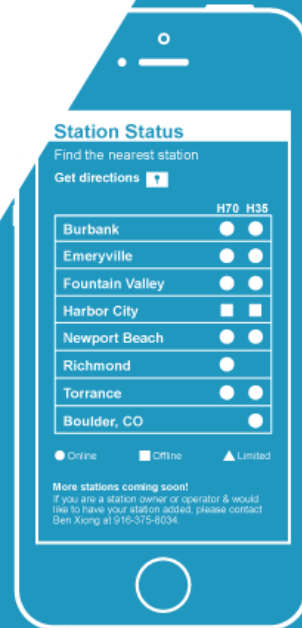 Station Status
Find the nearest station
Get directions
H70 H35
Burbank
Emeryville
Fountain Valley
Harbor City
Newport Beach
Richmond
Torrance
Boulder, CO
Online Offline Limited
More stations coming soon!
If you are a station owner or operator & would
like to have your station added, please contact
Ben Xiong at 916-375-8034.